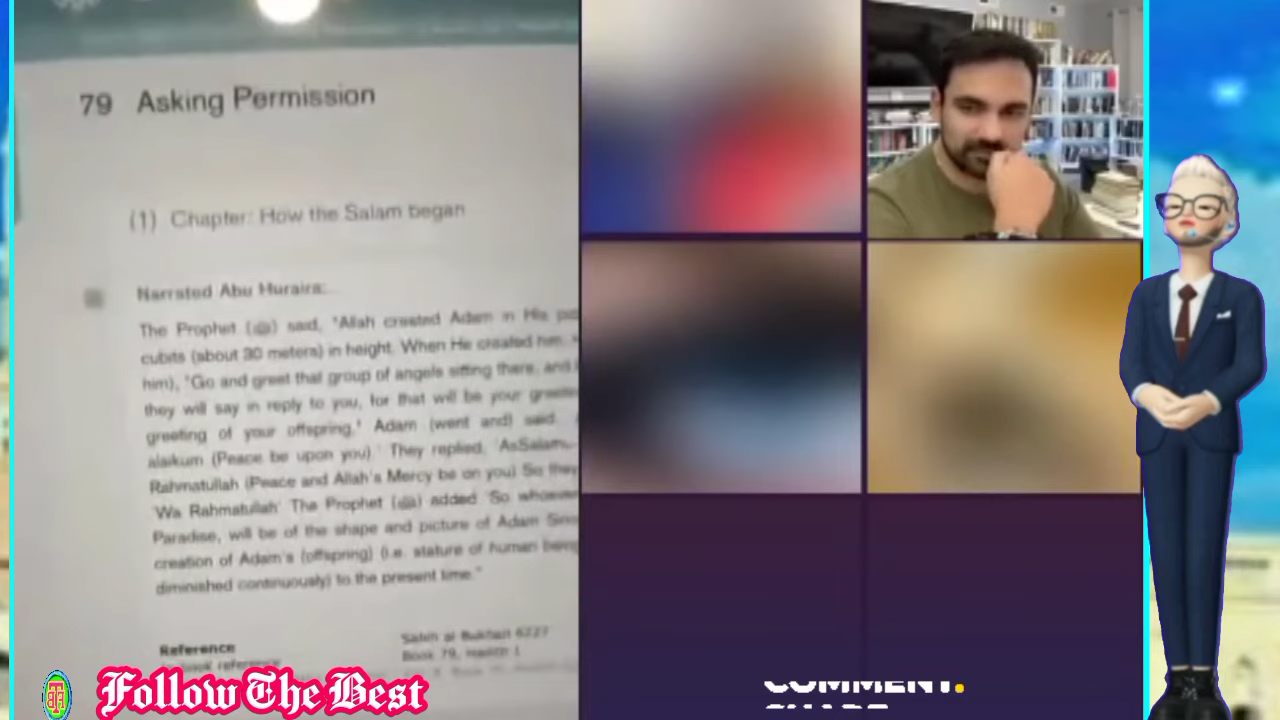 79 Asking Permission
(1) Chapter: How the Salam began
Narrated Abu Huraira:
The Prophet (ﷺ) said, "Allah created Adam in His
cubits (about 30 meters) in height. When He created him,
him), "Go and greet that group of angels sitting there, and
they will say in reply to you, for that will be your
greeting of your offspring.' Adam (went and) said
alaikum (Peace be upon you).' They replied,
Rahmatullah (Peace and Allah's Mercy be on you) So they
'Wa Rahmatullah' The Prophet (ﷺ) added 'So
Paradise, will be of the shape and picture of Adam
creation of Adam's (offspring) (i.e. stature of human
diminished continuously) to the present time."
Reference
Sahih al-Bukhari 6227
Book 79, Hadith 1
Follow The Best
COMMENT.